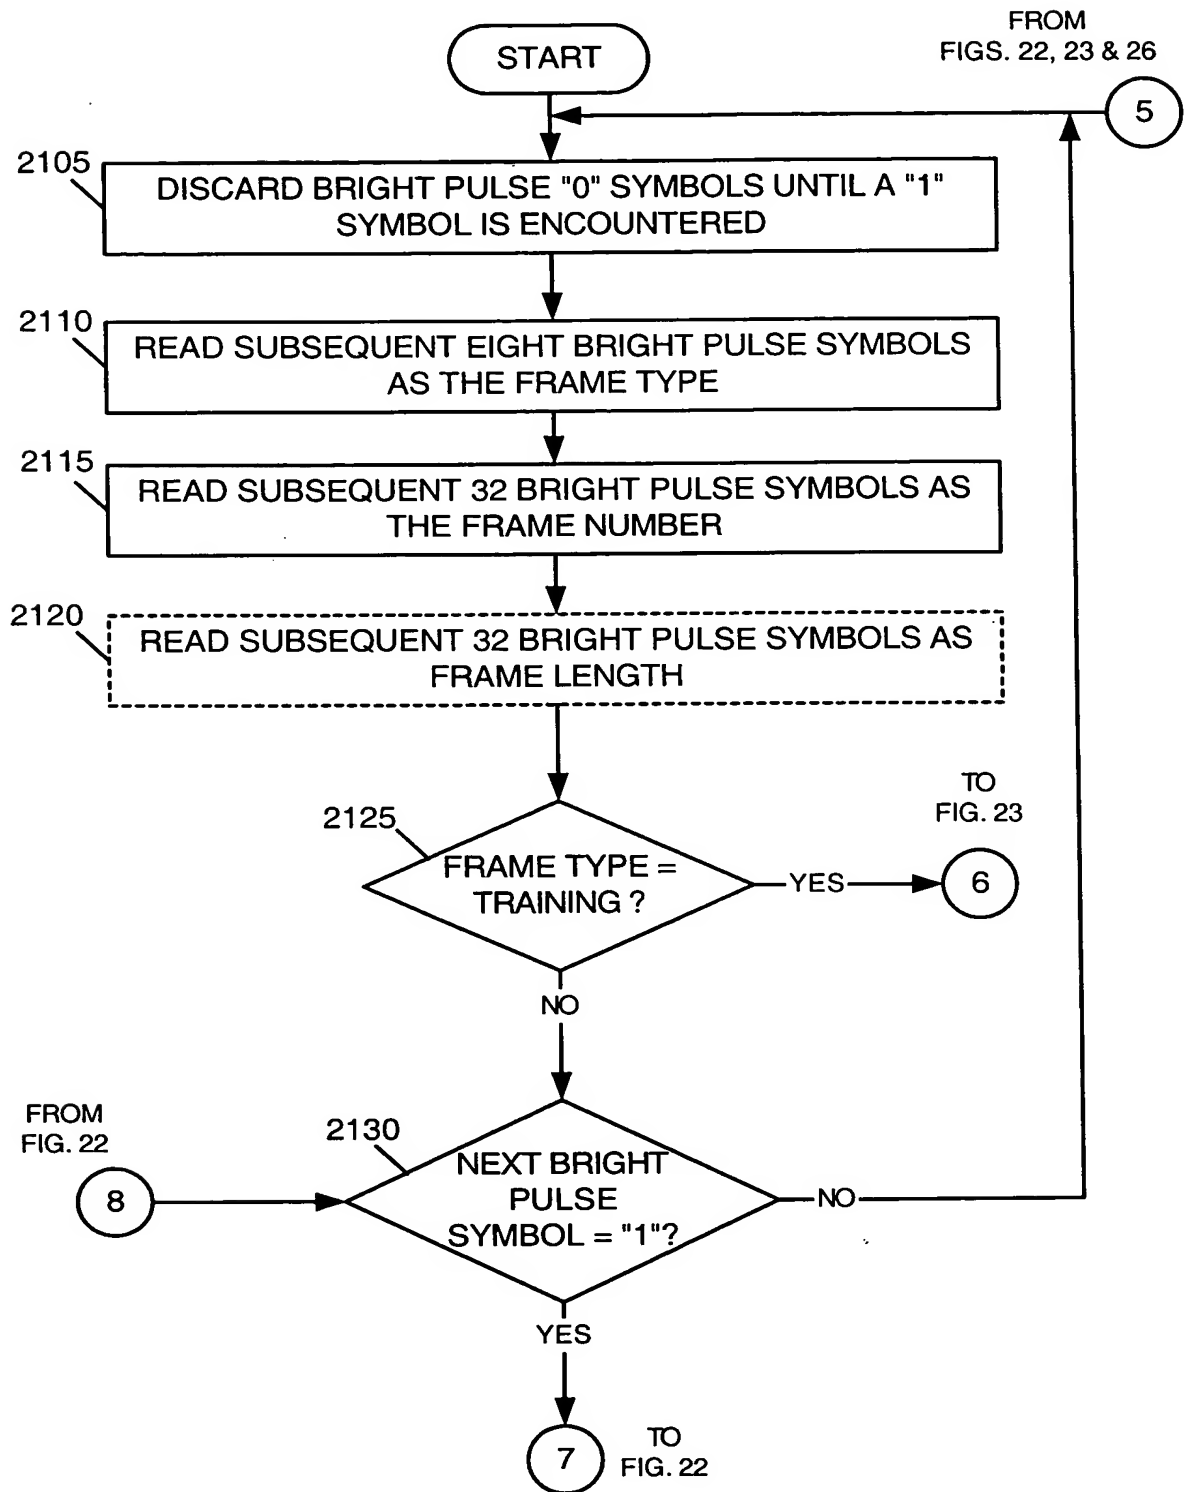 START
FROM
FIGS. 22, 23 & 26
5
2105
DISCARD BRIGHT PULSE "0" SYMBOLS UNTIL A "1"
SYMBOL IS ENCOUNTERED
2110
READ SUBSEQUENT EIGHT BRIGHT PULSE SYMBOLS
AS THE FRAME TYPE
2115
READ SUBSEQUENT 32 BRIGHT PULSE SYMBOLS AS
THE FRAME NUMBER
2120
READ SUBSEQUENT 32 BRIGHT PULSE SYMBOLS AS
FRAME LENGTH
2125
FRAME TYPE =
TRAINING ?
YES
TO
FIG. 23
6
NO
FROM
FIG. 22
8
2130
NEXT BRIGHT
PULSE
SYMBOL = "1"?
NO
YES
7
TO
FIG. 22